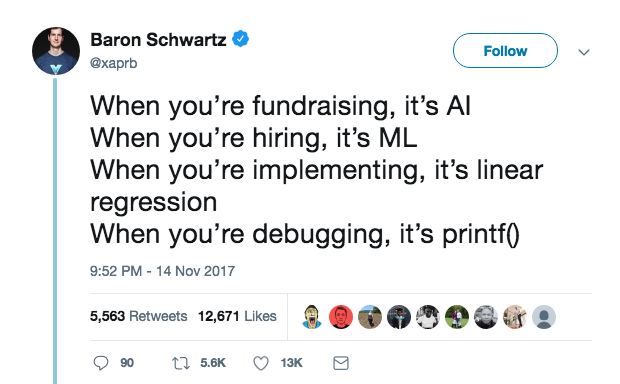 Baron Schwartz
@xaprb
Follow
When you’re fundraising, it’s AI
When you’re hiring, it’s ML
When you’re implementing, it’s linear
regression
When you’re debugging, it’s printf()
9:52 PM - 14 Nov 2017
5,563 Retweets 12,671 Likes
90 5.6K 13K